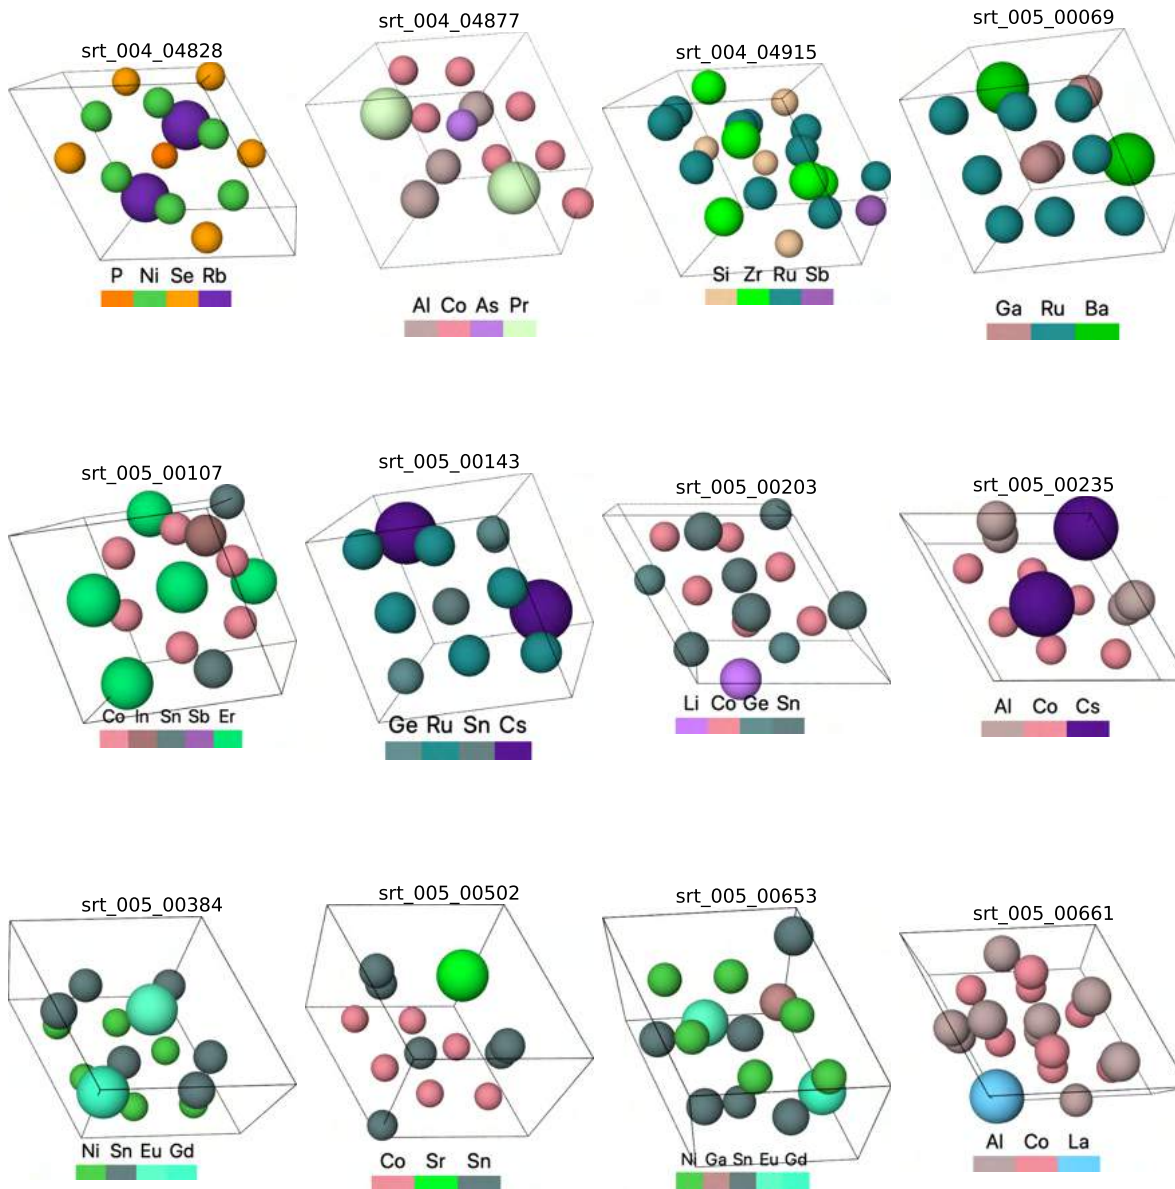 srt_004_04828
srt_004_04877
srt_004_04915
srt_005_00069
P Ni Se Rb
Al Co As Pr
Si Zr Ru Sb
Ga Ru Ba
srt_005_00107
srt_005_00143
srt_005_00203
srt_005_00235
Co In Sn Sb Er
Ge Ru Sn Cs
Li Co Ge Sn
Al Co Cs
srt_005_00384
srt_005_00502
srt_005_00653
srt_005_00661
Ni Sn Eu Gd
Co Sr Sn
Ni Ga Sn Eu Gd
Al Co La